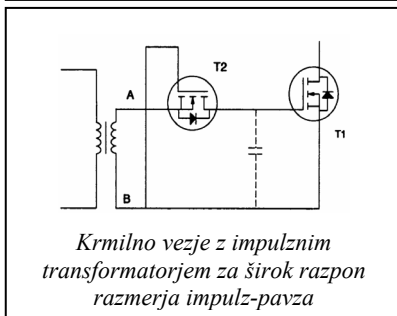 T2
A
T1
B
Krmilno vezje z impulznim
transformatorjem za širok razpon
razmerja impulz-pavza